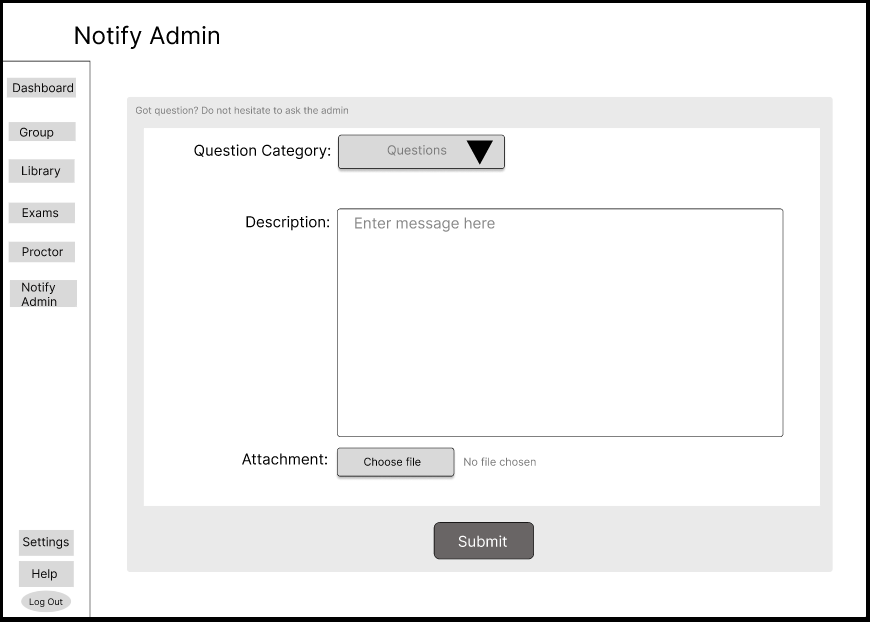 Notify Admin
Dashboard
Group
Library
Exams
Proctor
Notify
Admin
Settings
Help
Log Out
Got question? Do not hesitate to ask the admin
Question Category: Questions
Description: Enter message here
Attachment: Choose file No file chosen
Submit